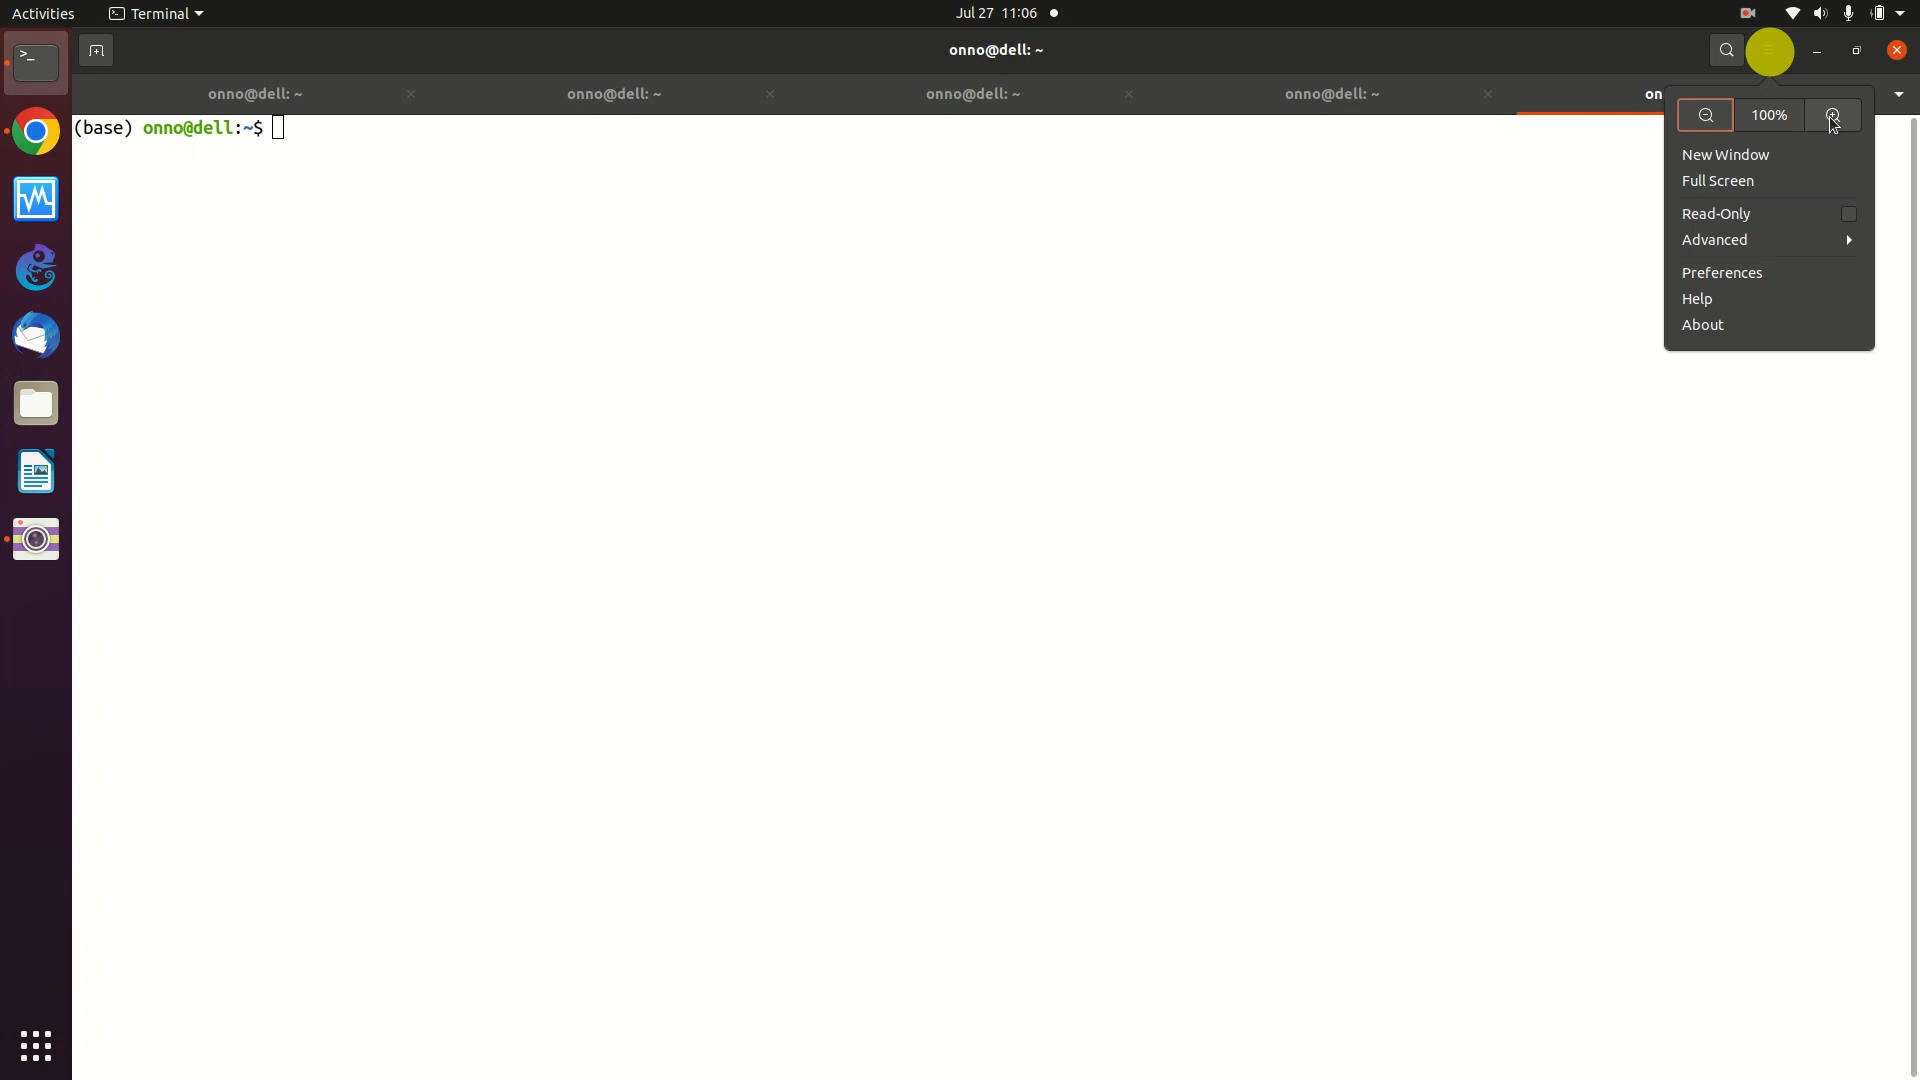 Activities Terminal Jul 27 11:06
onno@dell: ~
onno@dell: ~ onno@dell: ~ onno@dell: ~ onno@dell: ~ on
(base) onno@dell:~$
100%
New Window
Full Screen
Read-Only
Advanced
Preferences
Help
About